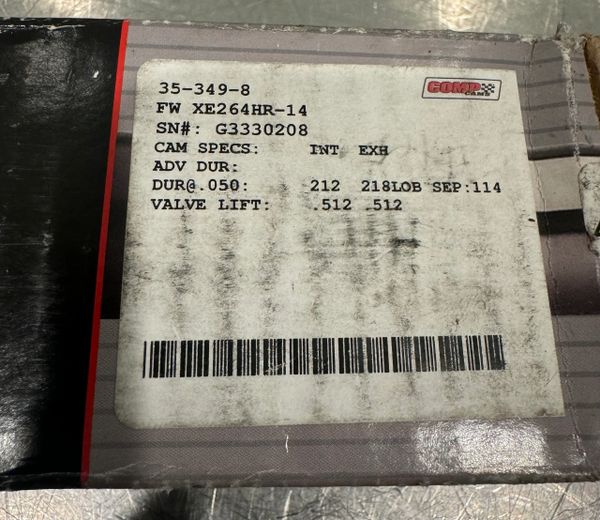 35-349-8
COMP
CAMS
FW XE264HR-14
SN#: G3330208
CAM SPECS: INT EXH
ADV DUR:
DUR@.050: 212 218LOB SEP:114
VALVE LIFT: .512 .512